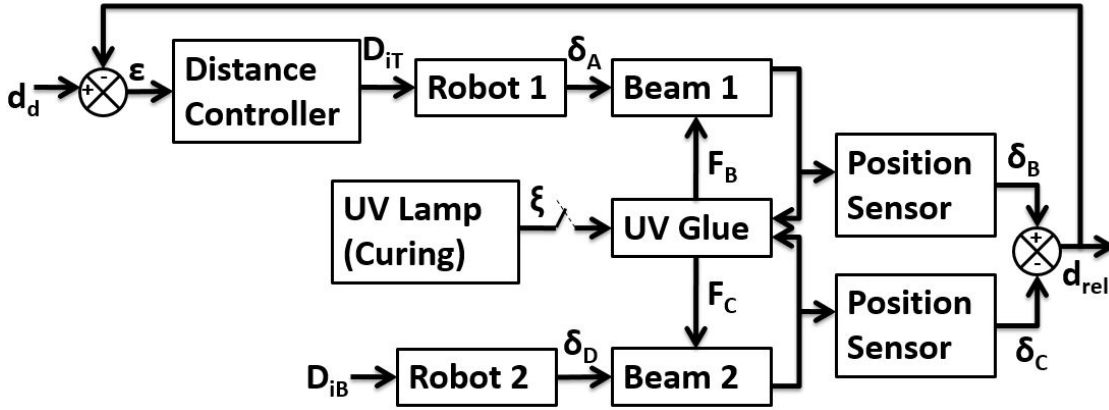 d_d
+
-
ε
Distance
Controller
D_iT
Robot 1
δ_A
Beam 1
F_B
UV Lamp
(Curing)
ξ
UV Glue
F_C
D_iB
Robot 2
δ_D
Beam 2
Position
Sensor
δ_B
Position
Sensor
δ_C
+
-
d_rel